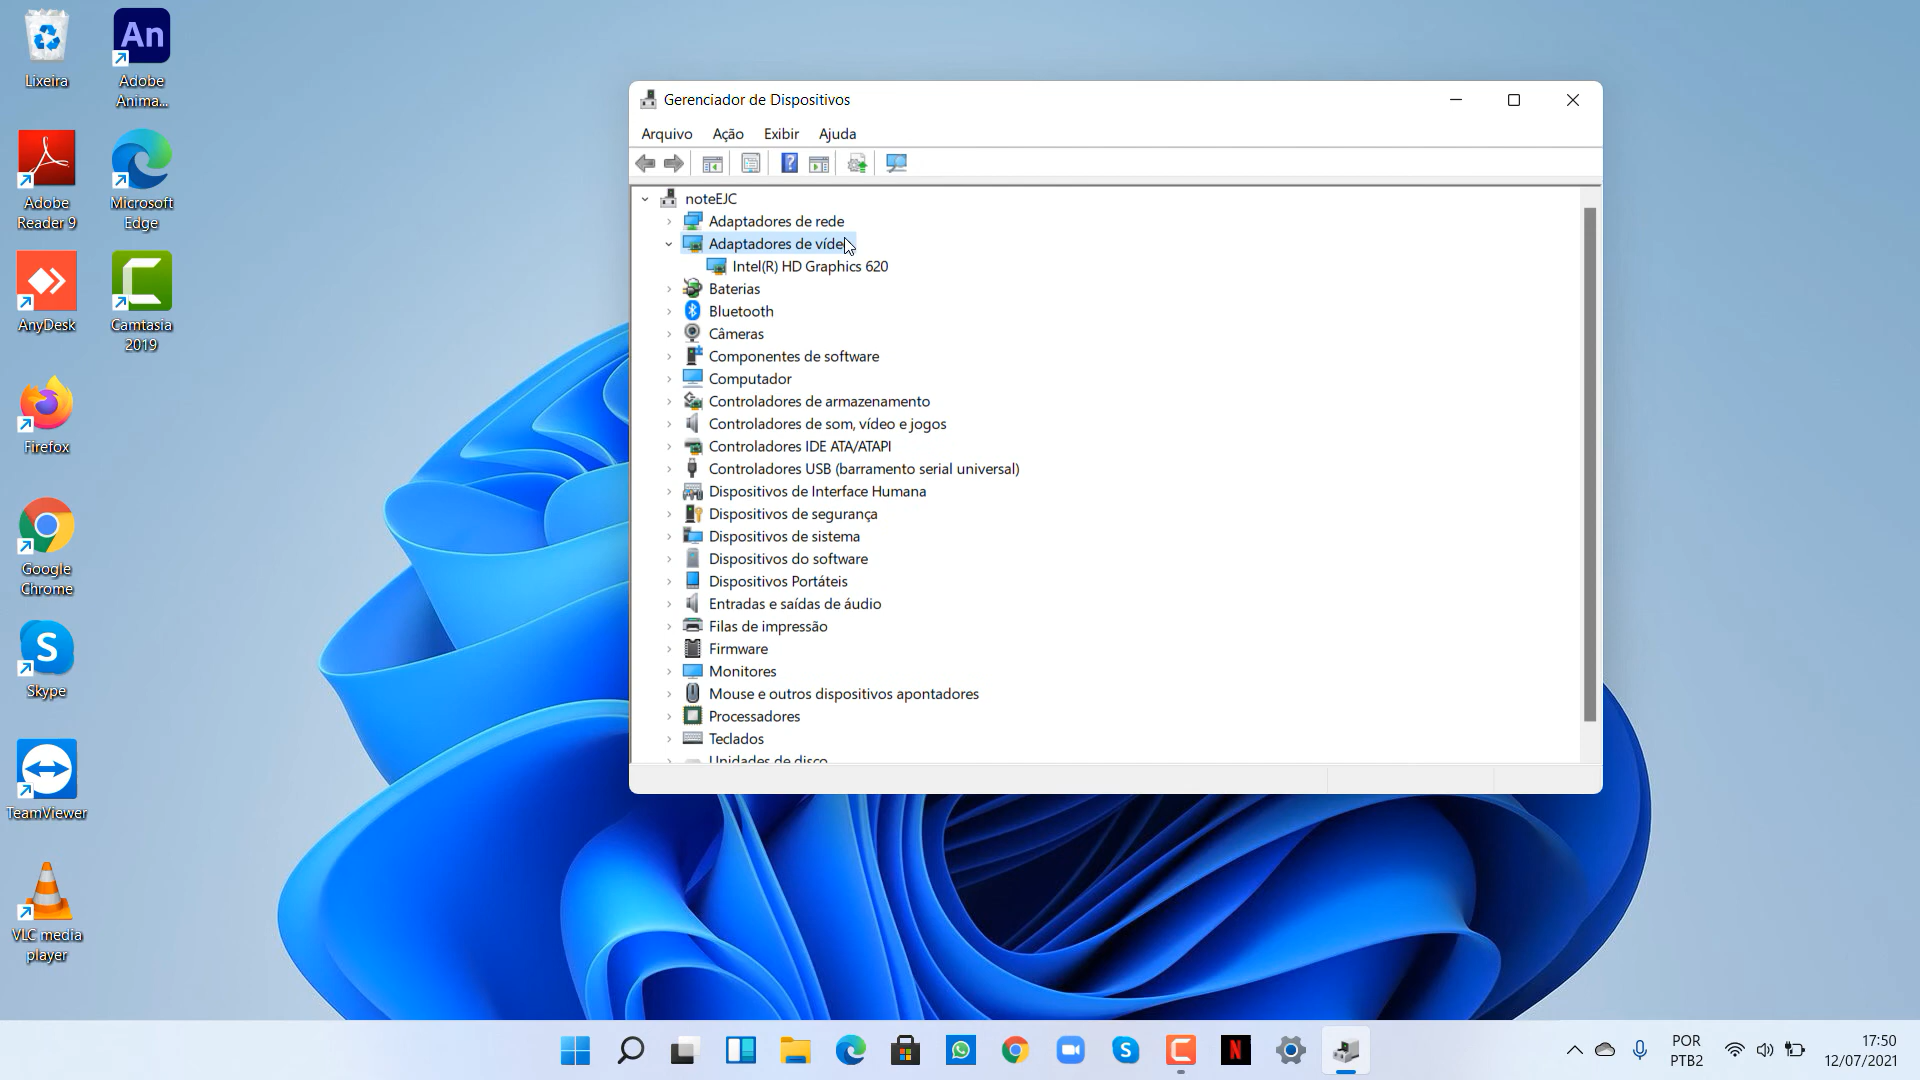 Lixeira
An
Adobe
Anima...
Adobe
Reader 9
Microsoft
Edge
AnyDesk
Camtasia
2019
Firefox
Google
Chrome
Skype
TeamViewer
VLC media
player
Gerenciador de Dispositivos
Arquivo Ação Exibir Ajuda
noteEJC
Adaptadores de rede
Adaptadores de vídeo
Intel(R) HD Graphics 620
Baterias
Bluetooth
Câmeras
Componentes de software
Computador
Controladores de armazenamento
Controladores de som, vídeo e jogos
Controladores IDE ATA/ATAPI
Controladores USB (barramento serial universal)
Dispositivos de Interface Humana
Dispositivos de segurança
Dispositivos de sistema
Dispositivos do software
Dispositivos Portáteis
Entradas e saídas de áudio
Filas de impressão
Firmware
Monitores
Mouse e outros dispositivos apontadores
Processadores
Teclados
Unidades de disco
POR
PTB2
17:50
12/07/2021